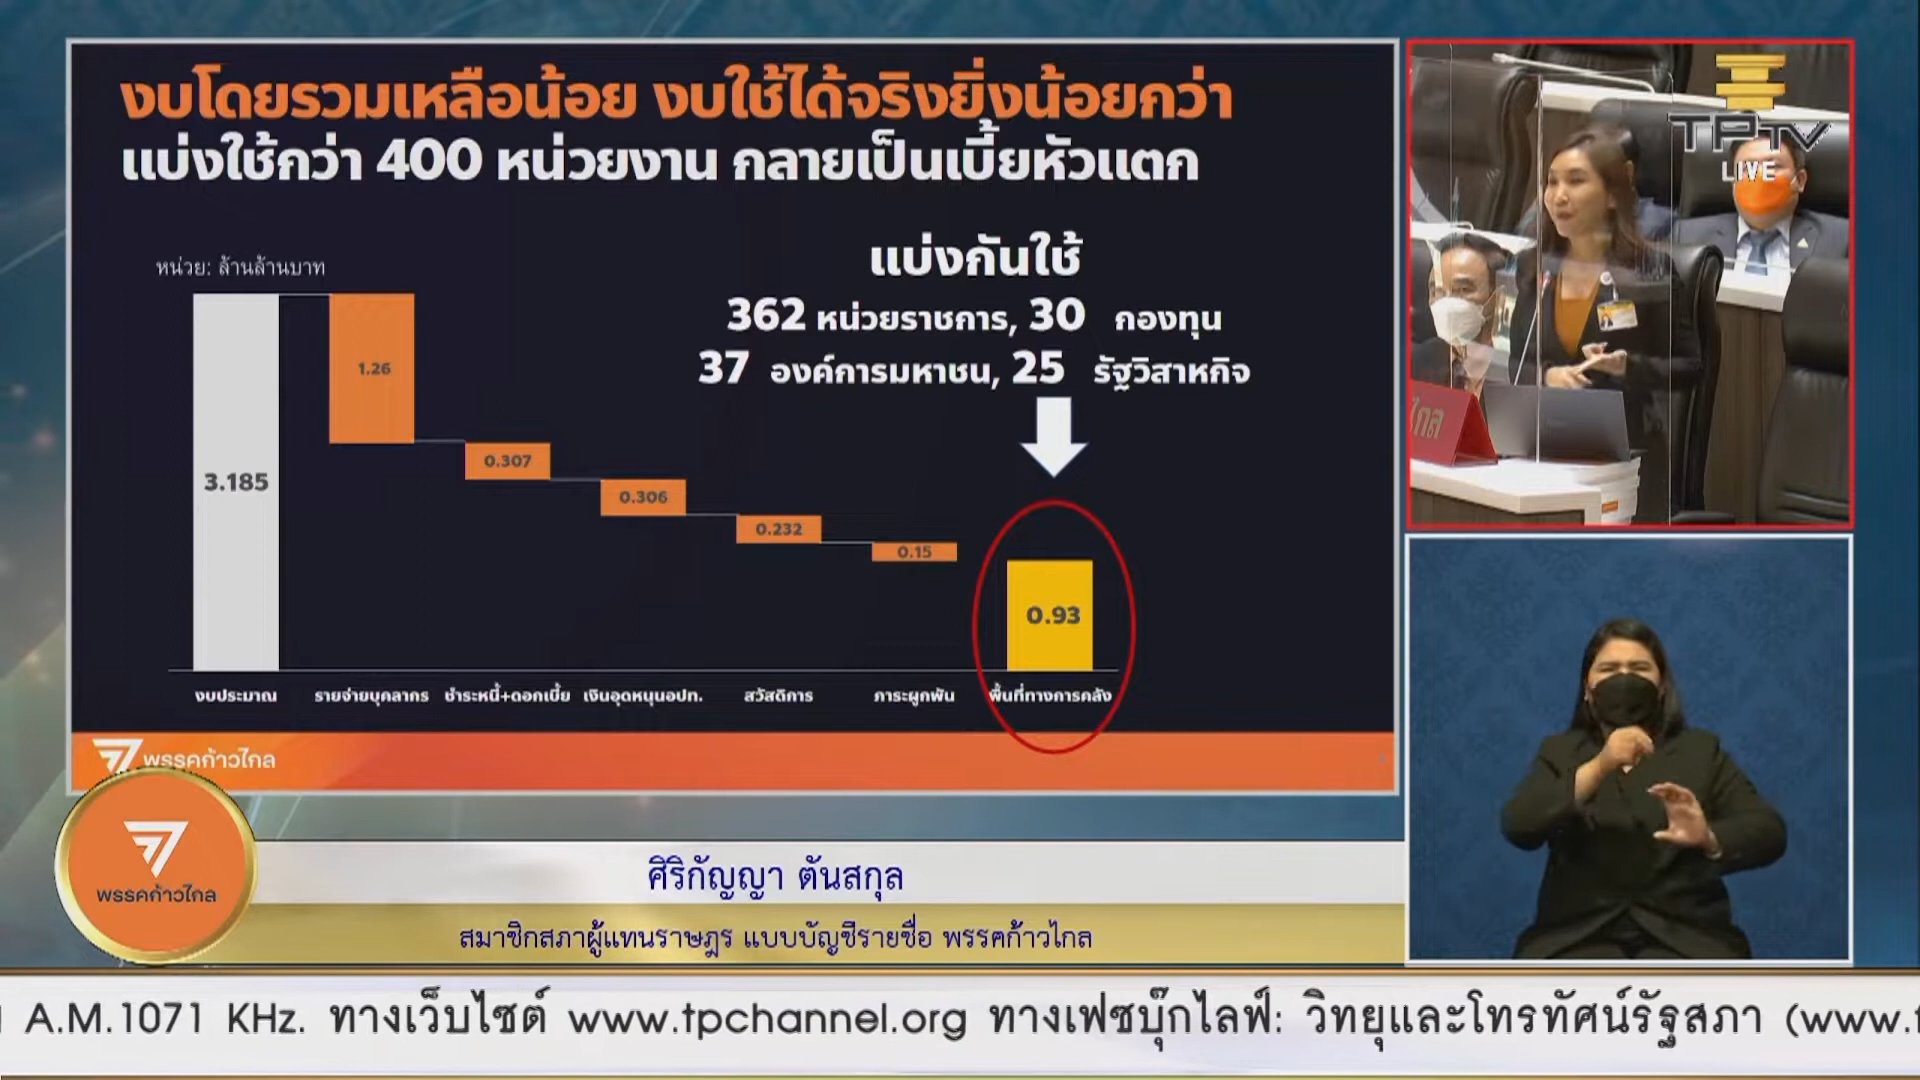 งบโดยรวมเหลือน้อย งบใช้ได้จริงยิ่งน้อยกว่า
แบ่งใช้กว่า 400 หน่วยงาน กลายเป็นเบี้ยหัวแตก
แบ่งกันใช้
362 หน่วยราชการ, 30 กองทุน
37 องค์การมหาชน, 25 รัฐวิสาหกิจ
หน่วย: ล้านล้านบาท
3.185
1.26
0.307
0.306
0.232
0.15
0.93
งบประมาณ รายจ่ายบุคลากร ชำระหนี้+ดอกเบี้ย เงินอุดหนุนอปท. สวัสดิการ ภาระผูกพัน พื้นที่ทางการคลัง
พรรคก้าวไกล
TPTV
LIVE
ไกล
พรรคก้าวไกล
ศิริกัญญา ตันสกุล
สมาชิกสภาผู้แทนราษฎร แบบบัญชีรายชื่อ พรรคก้าวไกล
A.M.1071 KHz. ทางเว็บไซต์ www.tpchannel.org ทางเฟซบุ๊กไลฟ์: วิทยุและโทรทัศน์รัฐสภา (www.